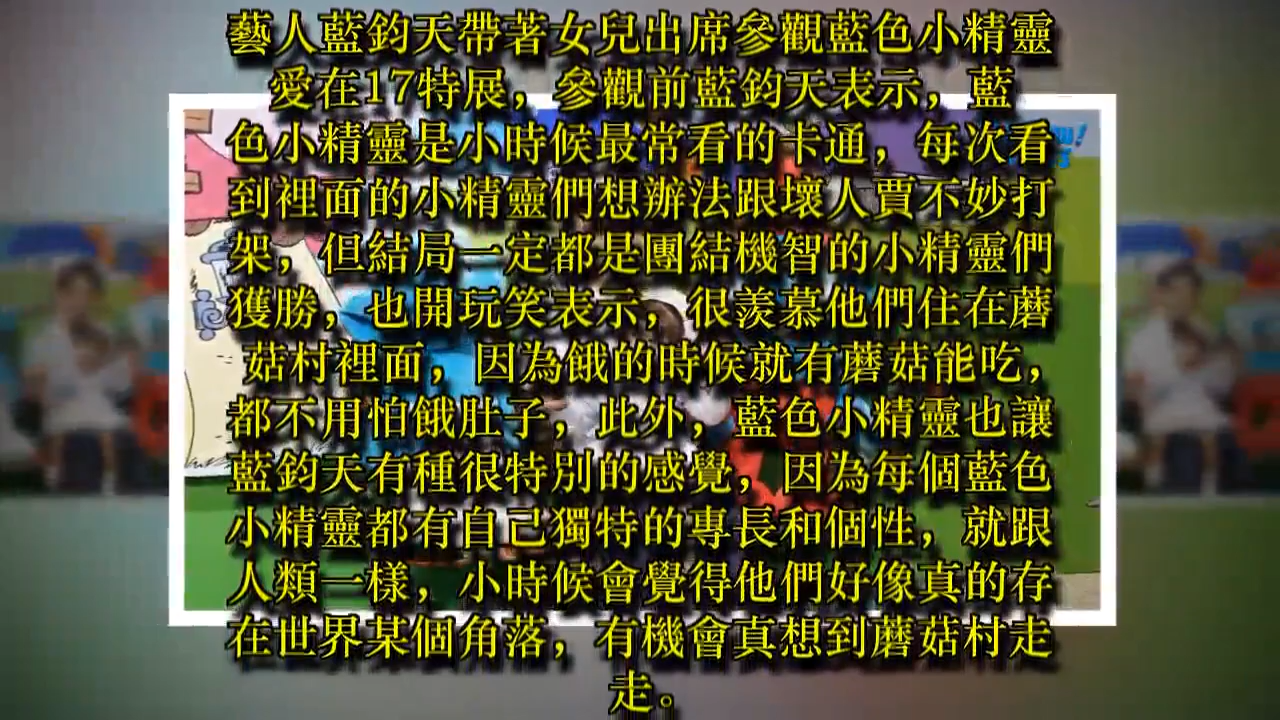 藝人藍鈞天帶著女兒出席參觀藍色小精靈
愛在17特展，參觀前藍鈞天表示，藍
色小精靈是小時候最常看的卡通，每次看
到裡面的小精靈們想辦法跟壞人賈不妙打
架，但結局一定都是團結機智的小精靈們
獲勝，也開玩笑表示，很羨慕他們住在蘑
菇村裡面，因為餓的時候就有蘑菇能吃，
都不用怕餓肚子，此外，藍色小精靈也讓
藍鈞天有種很特別的感覺，因為每個藍色
小精靈都有自己獨特的專長和個性，就跟
人類一樣，小時候會覺得他們好像真的存
在世界某個角落，有機會真想到蘑菇村走
走。